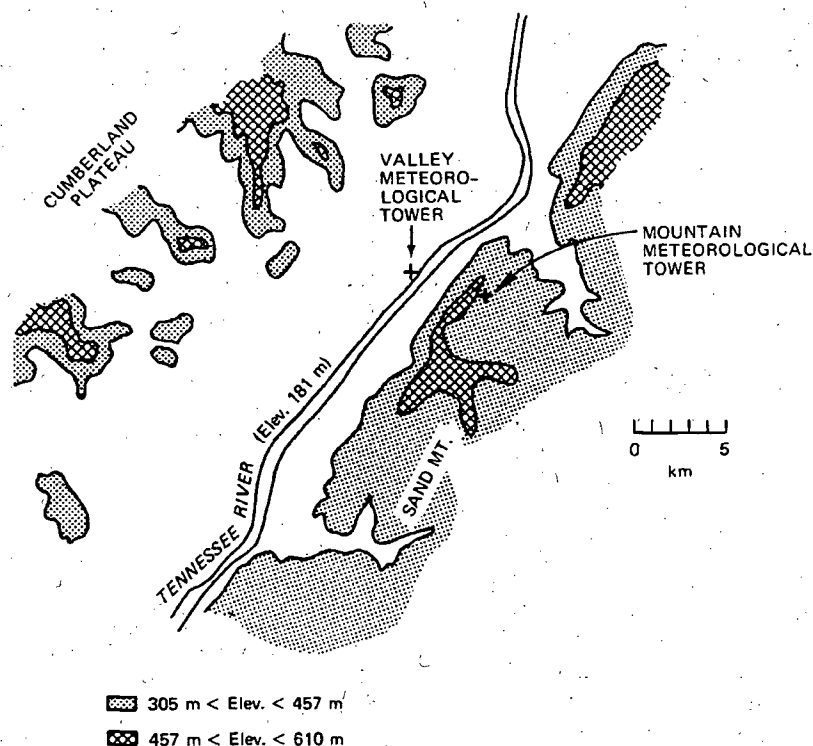 CUMBERLAND
PLATEAU
VALLEY
METEORO-
LOGICAL
TOWER
MOUNTAIN
METEOROLOGICAL
TOWER
TENNESSEE RIVER (Elev. 181 m)
SAND MT.
0 5
km
305 m < Elev. < 457 m
457 m < Elev. < 610 m